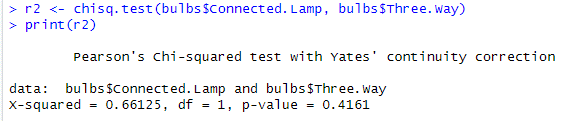 > r2 <- chisq.test(bulbs$Connected.Lamp, bulbs$Three.Way)
> print(r2)
Pearson's Chi-squared test with Yates' continuity correction
data:  bulbs$Connected.Lamp and bulbs$Three.Way
X-squared = 0.66125, df = 1, p-value = 0.4161